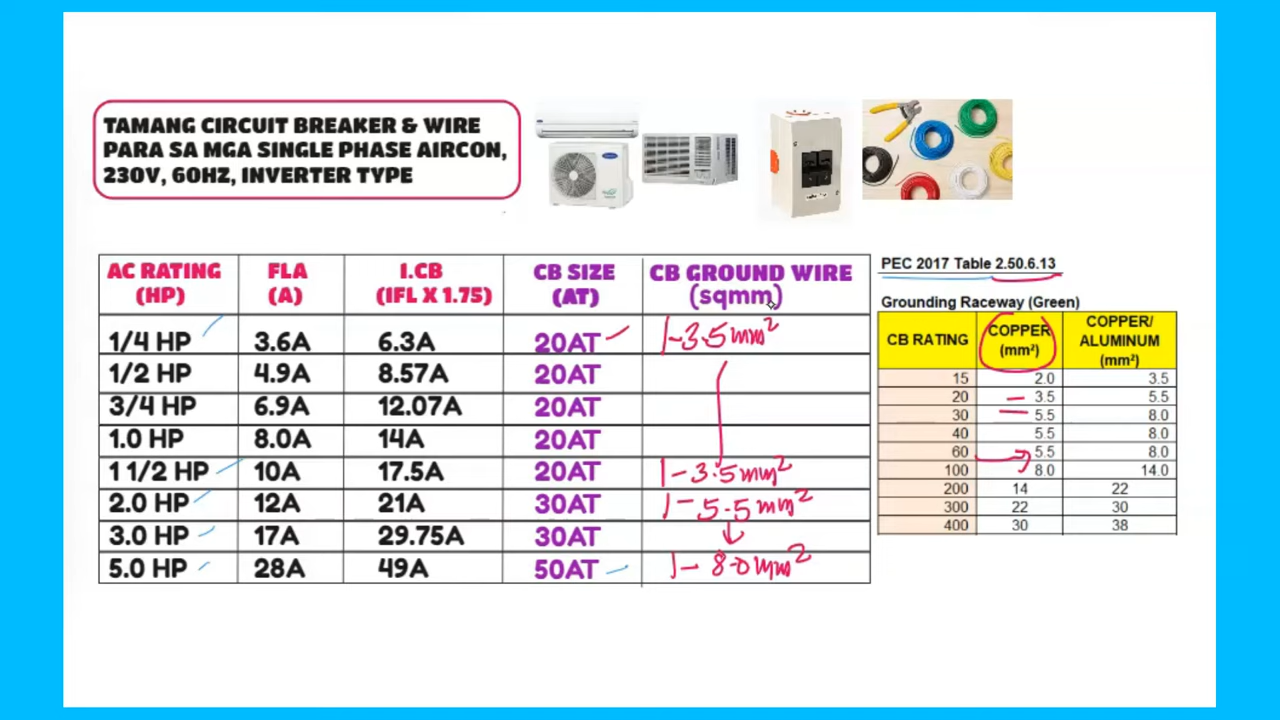 TAMANG CIRCUIT BREAKER & WIRE
PARA SA MGA SINGLE PHASE AIRCON,
230V, 60HZ, INVERTER TYPE
AC RATING (HP) FLA (A) I.CB (IFL X 1.75) CB SIZE (AT) CB GROUND WIRE (sqmm)
1/4 HP 3.6A 6.3A 20AT 1-3.5mm²
1/2 HP 4.9A 8.57A 20AT
3/4 HP 6.9A 12.07A 20AT
1.0 HP 8.0A 14A 20AT
1 1/2 HP 10A 17.5A 20AT 1-3.5mm²
2.0 HP 12A 21A 30AT 1-5.5mm²
3.0 HP 17A 29.75A 30AT
5.0 HP 28A 49A 50AT 1-8.0mm²
PEC 2017 Table 2.50.6.13
Grounding Raceway (Green)
CB RATING COPPER (mm²) COPPER/ ALUMINUM (mm²)
15 2.0 3.5
20 3.5 5.5
30 5.5 8.0
40 5.5 8.0
60 5.5 8.0
100 8.0 14.0
200 14 22
300 22 30
400 30 38